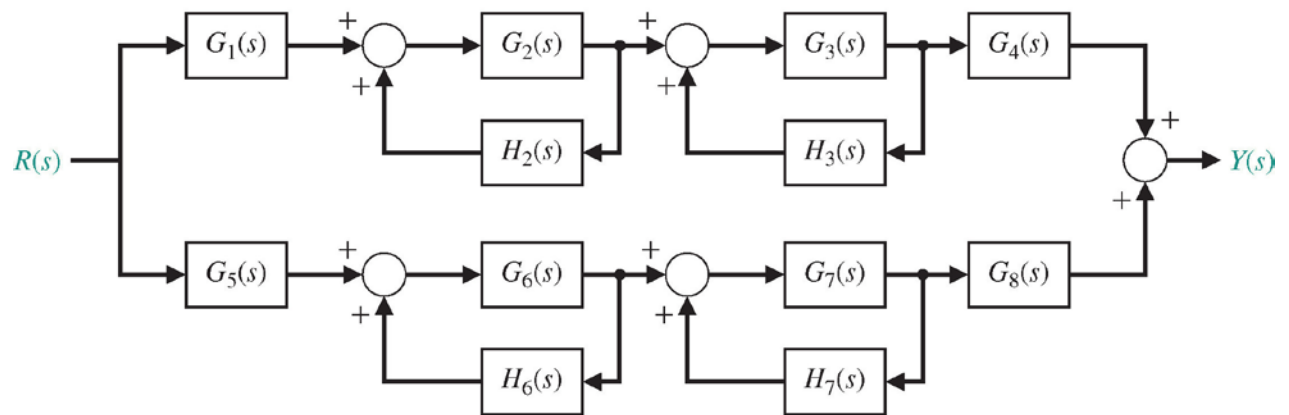 + + 
G₁(s) G₂(s) G₃(s) G₄(s)
+ + +
H₂(s) H₃(s)
R(s) Y(s)
+
+ +
G₅(s) G₆(s) G₇(s) G₈(s)
+ +
H₆(s) H₇(s)